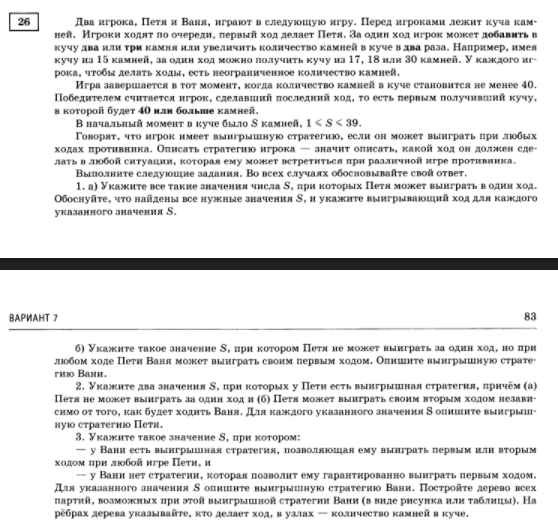 26
Два игрока, Петя и Ваня, играют в следующую игру. Перед игроками лежит куча кам-
ней. Игроки ходят по очереди, первый ход делает Петя. За один ход игрок может добавить в
кучу два или три камня или увеличить количество камней в куче в два раза. Например, имея
кучу из 15 камней, за один ход можно получить кучу из 17, 18 или 30 камней. У каждого иг-
рока, чтобы делать ходы, есть неограниченное количество камней.
Игра завершается в тот момент, когда количество камней в куче становится не менее 40.
Победителем считается игрок, сделавший последний ход, то есть первым получивший кучу,
в которой будет 40 или больше камней.
В начальный момент в куче было S камней, 1 ⩽ S ⩽ 39.
Говорят, что игрок имеет выигрышную стратегию, если он может выиграть при любых
ходах противника. Описать стратегию игрока — значит описать, какой ход он должен сде-
лать в любой ситуации, которая ему может встретиться при различной игре противника.
Выполните следующие задания. Во всех случаях обосновывайте свой ответ.
1. а) Укажите все такие значения числа S, при которых Петя может выиграть в один ход.
Обоснуйте, что найдены все нужные значения S, и укажите выигрывающий ход для каждого
указанного значения S.
ВАРИАНТ 7 83
б) Укажите такое значение S, при котором Петя не может выиграть за один ход, но при
любом ходе Пети Ваня может выиграть своим первым ходом. Опишите выигрышную страте-
гию Вани.
2. Укажите два значения S, при которых у Пети есть выигрышная стратегия, причём (а)
Петя не может выиграть за один ход и (б) Петя может выиграть своим вторым ходом незави-
симо от того, как будет ходить Ваня. Для каждого указанного значения S опишите выигрыш-
ную стратегию Пети.
3. Укажите такое значение S, при котором:
— у Вани есть выигрышная стратегия, позволяющая ему выиграть первым или вторым
ходом при любой игре Пети, и
— у Вани нет стратегии, которая позволит ему гарантированно выиграть первым ходом.
Для указанного значения S опишите выигрышную стратегию Вани. Постройте дерево всех
партий, возможных при этой выигрышной стратегии Вани (в виде рисунка или таблицы). На
рёбрах дерева указывайте, кто делает ход, в узлах — количество камней в куче.